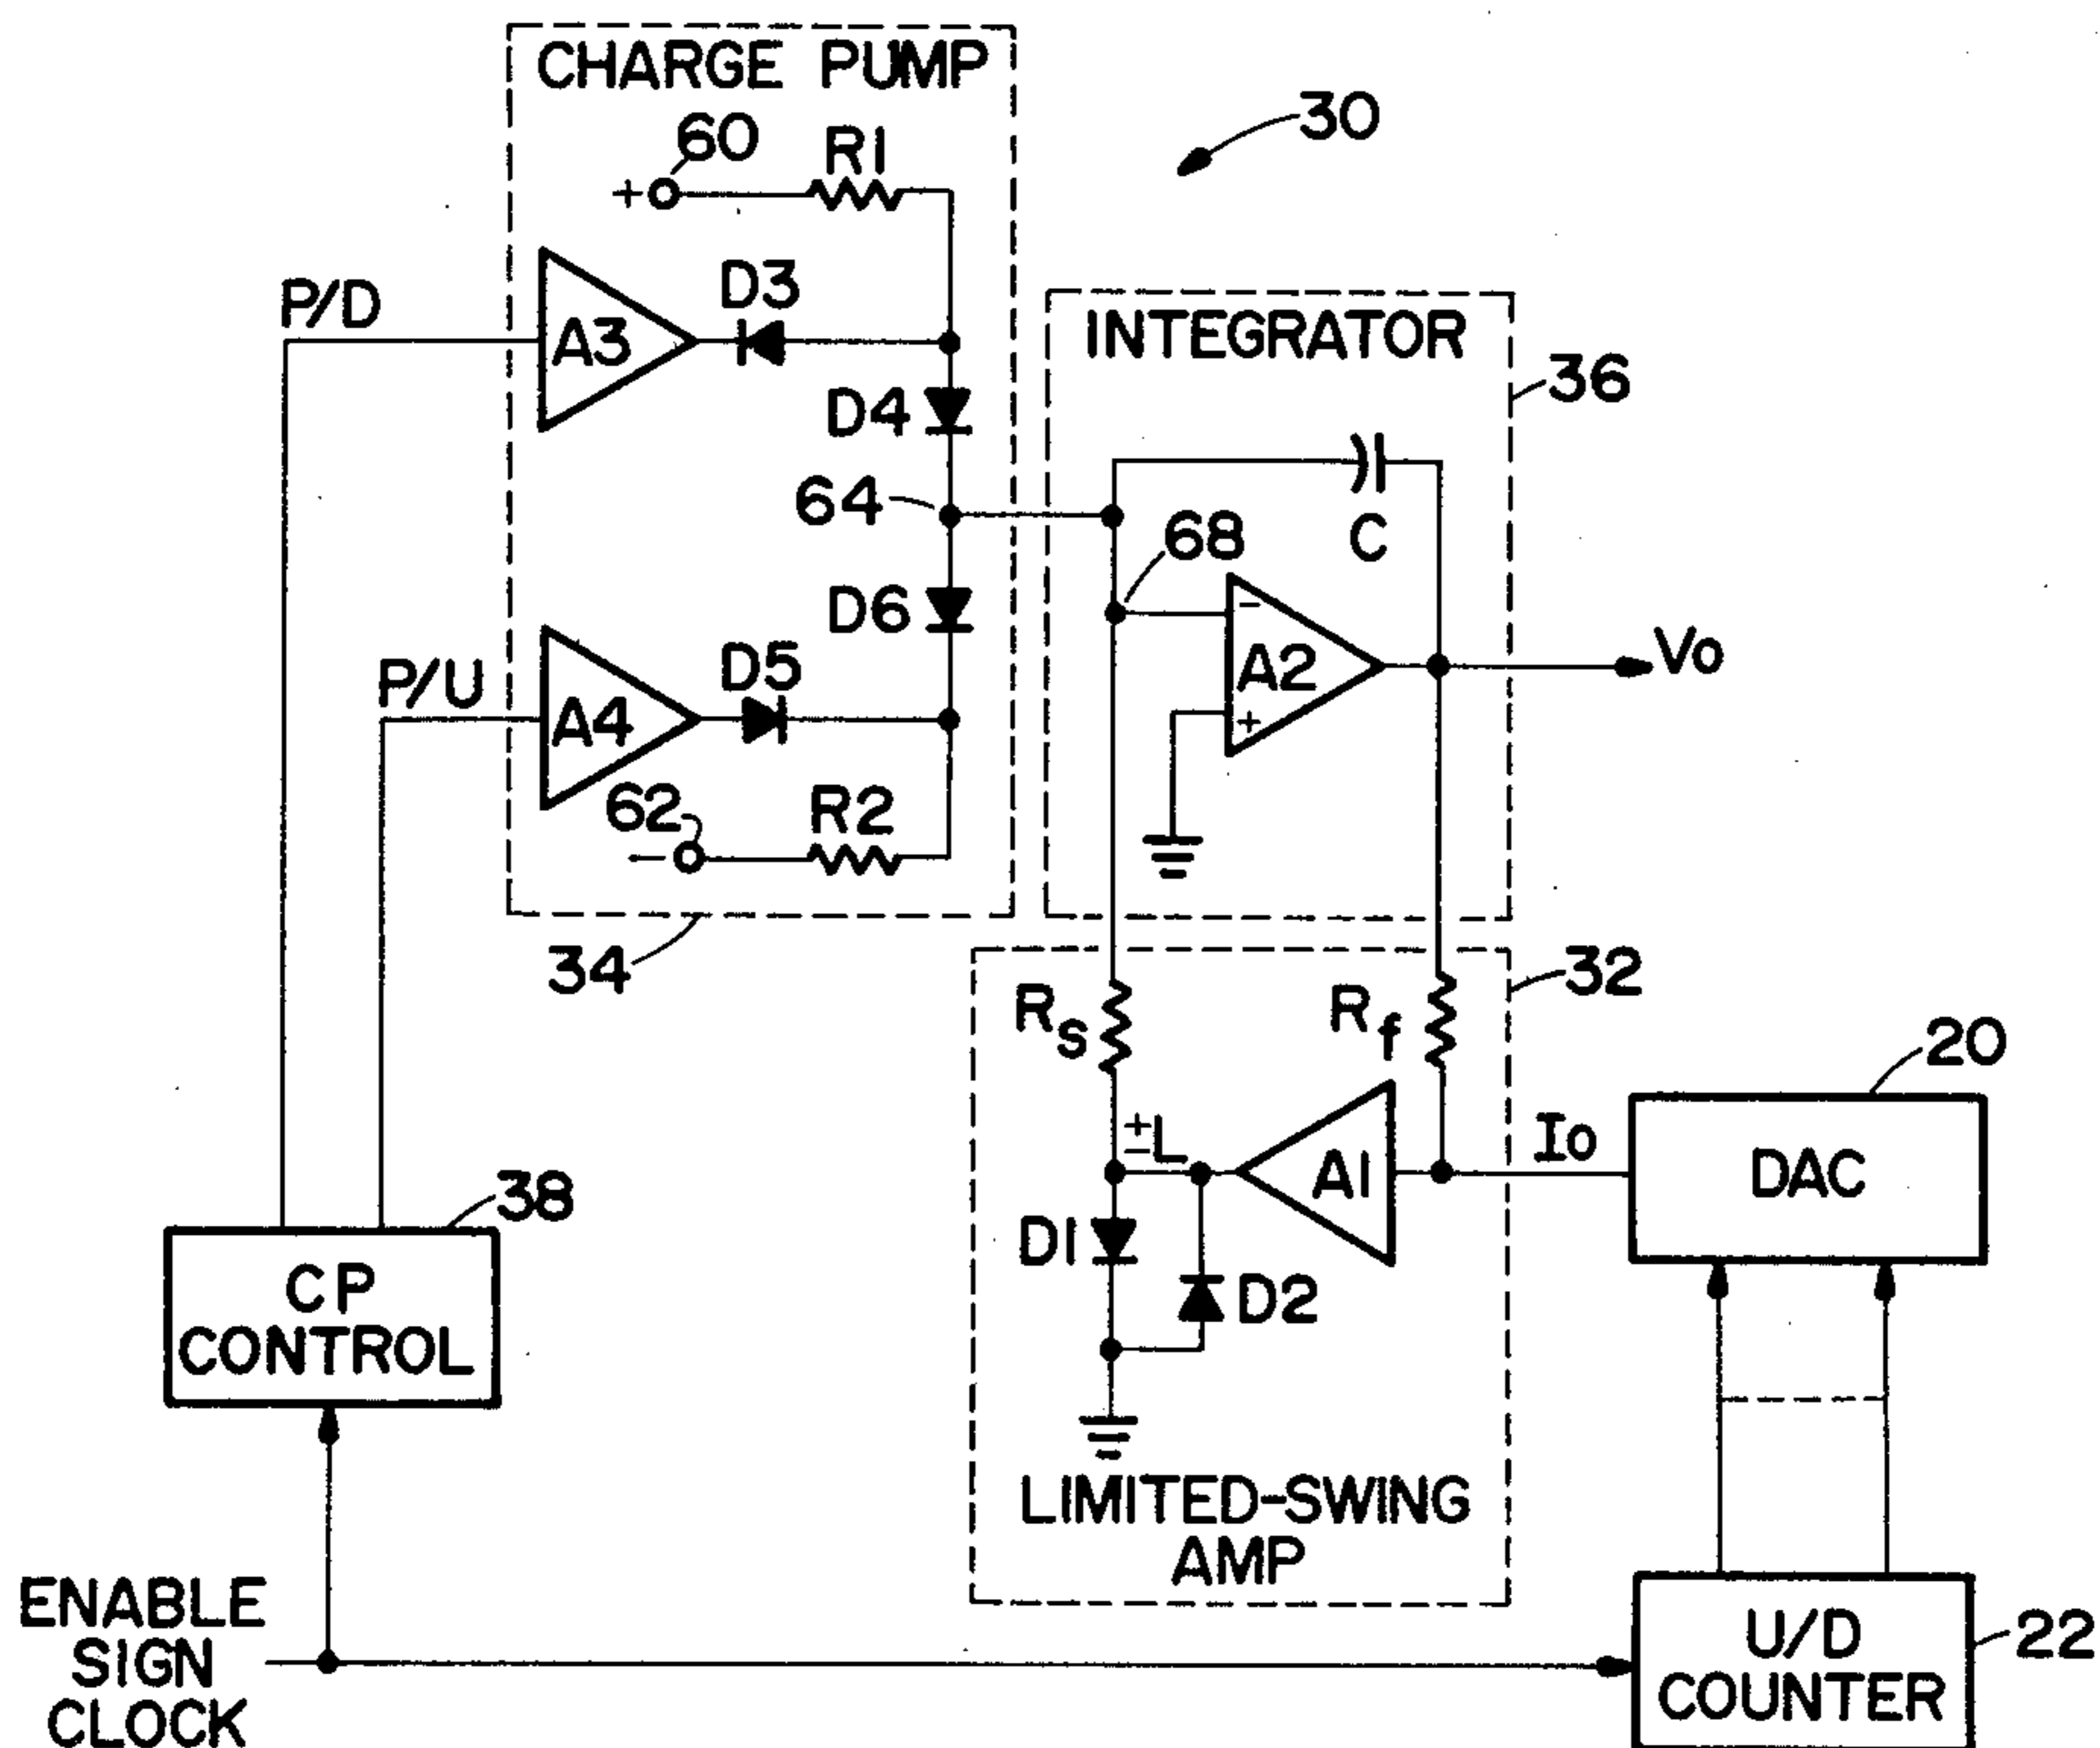 CHARGE PUMP
30
60
R1
+
P/D
A3
D3
INTEGRATOR
36
D4
64
68
C
D6
P/U
A4
D5
−
A2
+
Vo
62
R2
−
34
32
Rs
Rf
20
±L
A1
Io
DAC
38
D1
D2
CP
CONTROL
LIMITED-SWING
AMP
ENABLE
SIGN
CLOCK
U/D
COUNTER
22